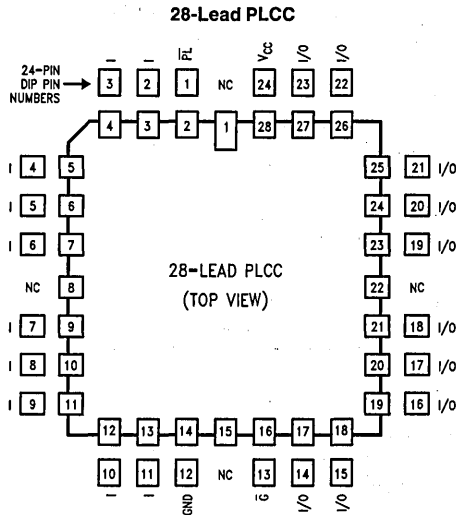 28-Lead PLCC
I I PL NC VCC I/O I/O
24-PIN DIP PIN NUMBERS
3 2 1 24 23 22
4 3 2 1 28 27 26
I 4 5 25 21 I/O
I 5 6 24 20 I/O
I 6 7 23 19 I/O
NC 8 22 NC
28-LEAD PLCC
(TOP VIEW)
I 7 9 21 18 I/O
I 8 10 20 17 I/O
I 9 11 19 16 I/O
12 13 14 15 16 17 18
10 11 12 NC 13 14 15
I I GND G I/O I/O